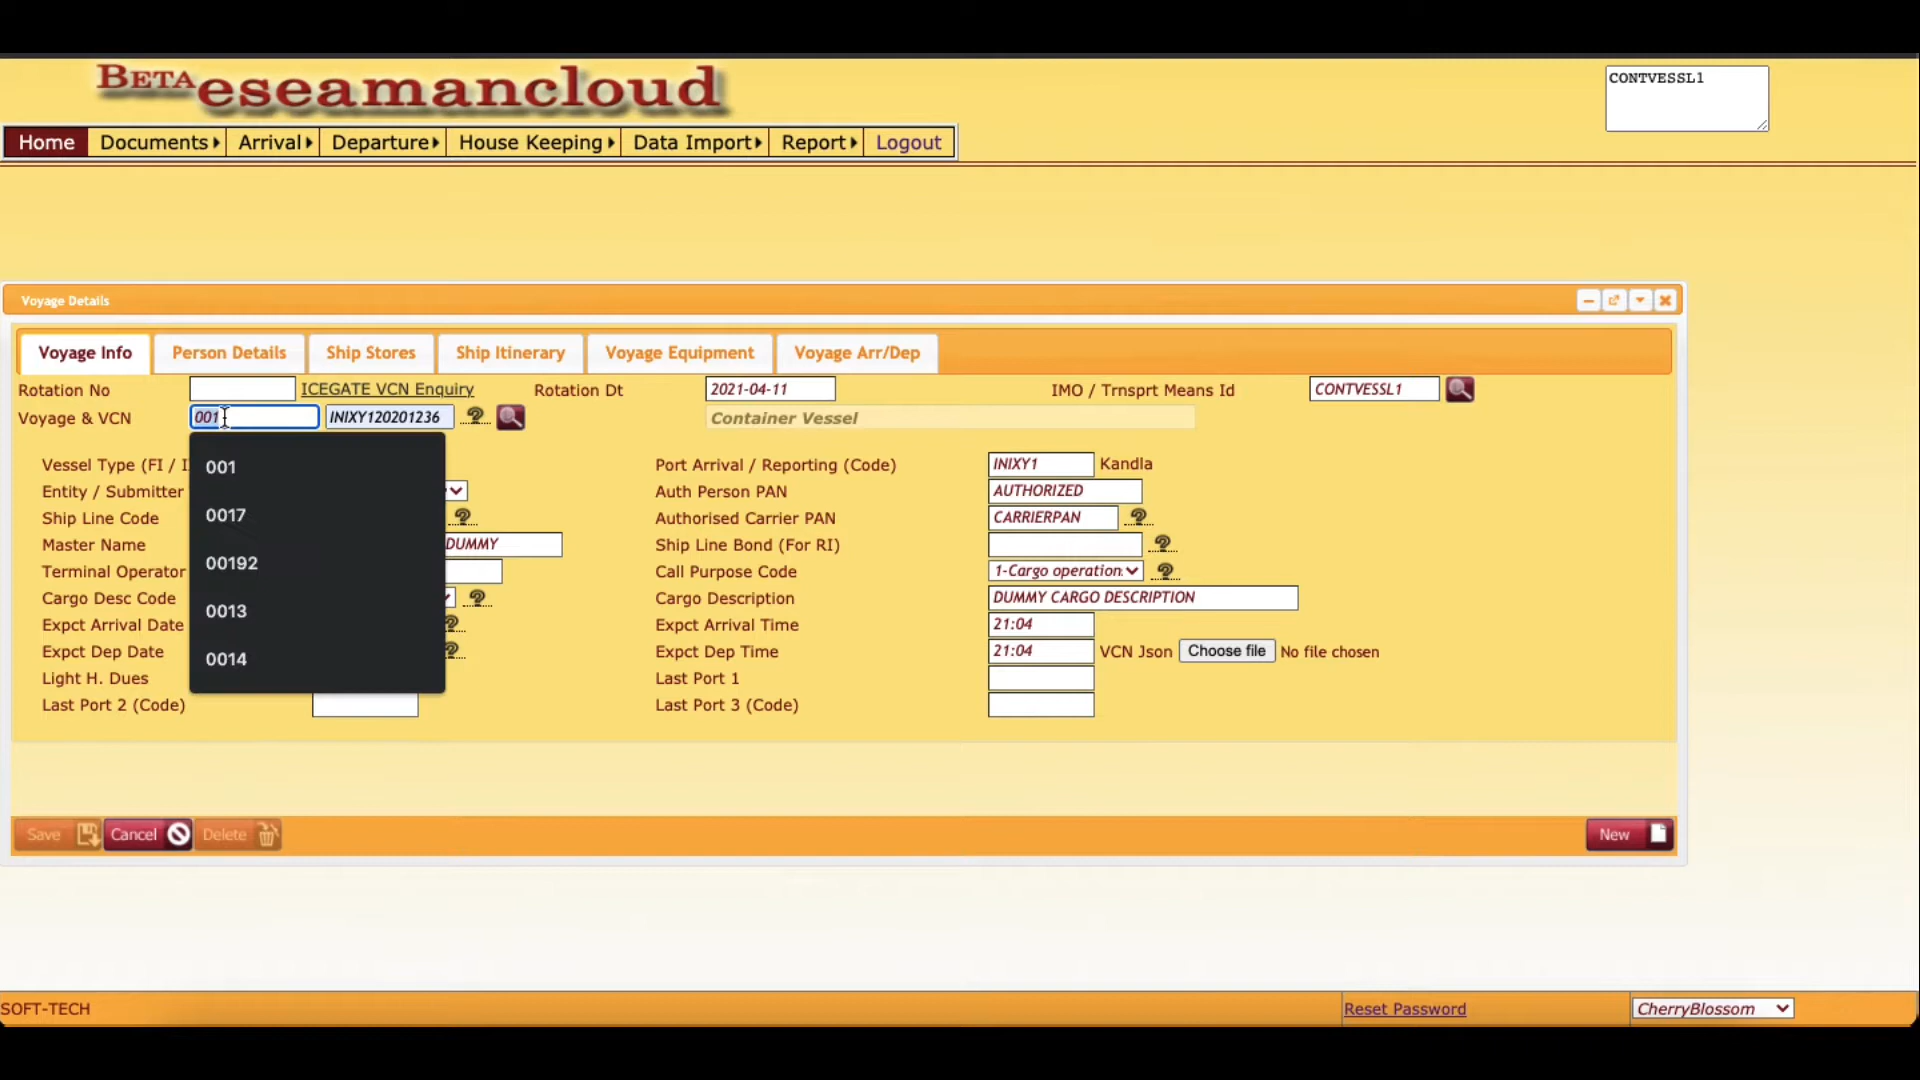 BETA eseamancloud
CONTVESSL1
Home Documents Arrival Departure House Keeping Data Import Report Logout
Voyage Details
Voyage Info Person Details Ship Stores Ship Itinerary Voyage Equipment Voyage Arr/Dep
Rotation No ICEGATE VCN Enquiry Rotation Dt 2021-04-11 IMO / Trnsprt Means Id CONTVESSL1
Voyage & VCN 001 INIXY120201236 ? Container Vessel
Vessel Type (FI / I Port Arrival / Reporting (Code) INIXY1 Kandla
001
Entity / Submitter Auth Person PAN AUTHORIZED
0017
Ship Line Code ? Authorised Carrier PAN CARRIERPAN ?
Master Name DUMMY Ship Line Bond (For RI) ?
00192
Terminal Operator Call Purpose Code 1-Cargo operation: ?
Cargo Desc Code ? Cargo Description DUMMY CARGO DESCRIPTION
0013
Expct Arrival Date ? Expct Arrival Time 21:04
Expct Dep Date ? Expct Dep Time 21:04 VCN Json Choose file No file chosen
0014
Light H. Dues Last Port 1
Last Port 2 (Code) Last Port 3 (Code)
Save Cancel Delete New
SOFT-TECH Reset Password CherryBlossom